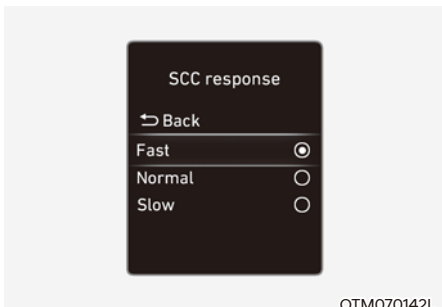 SCC response
Back
Fast
Normal
Slow
OTM070142L